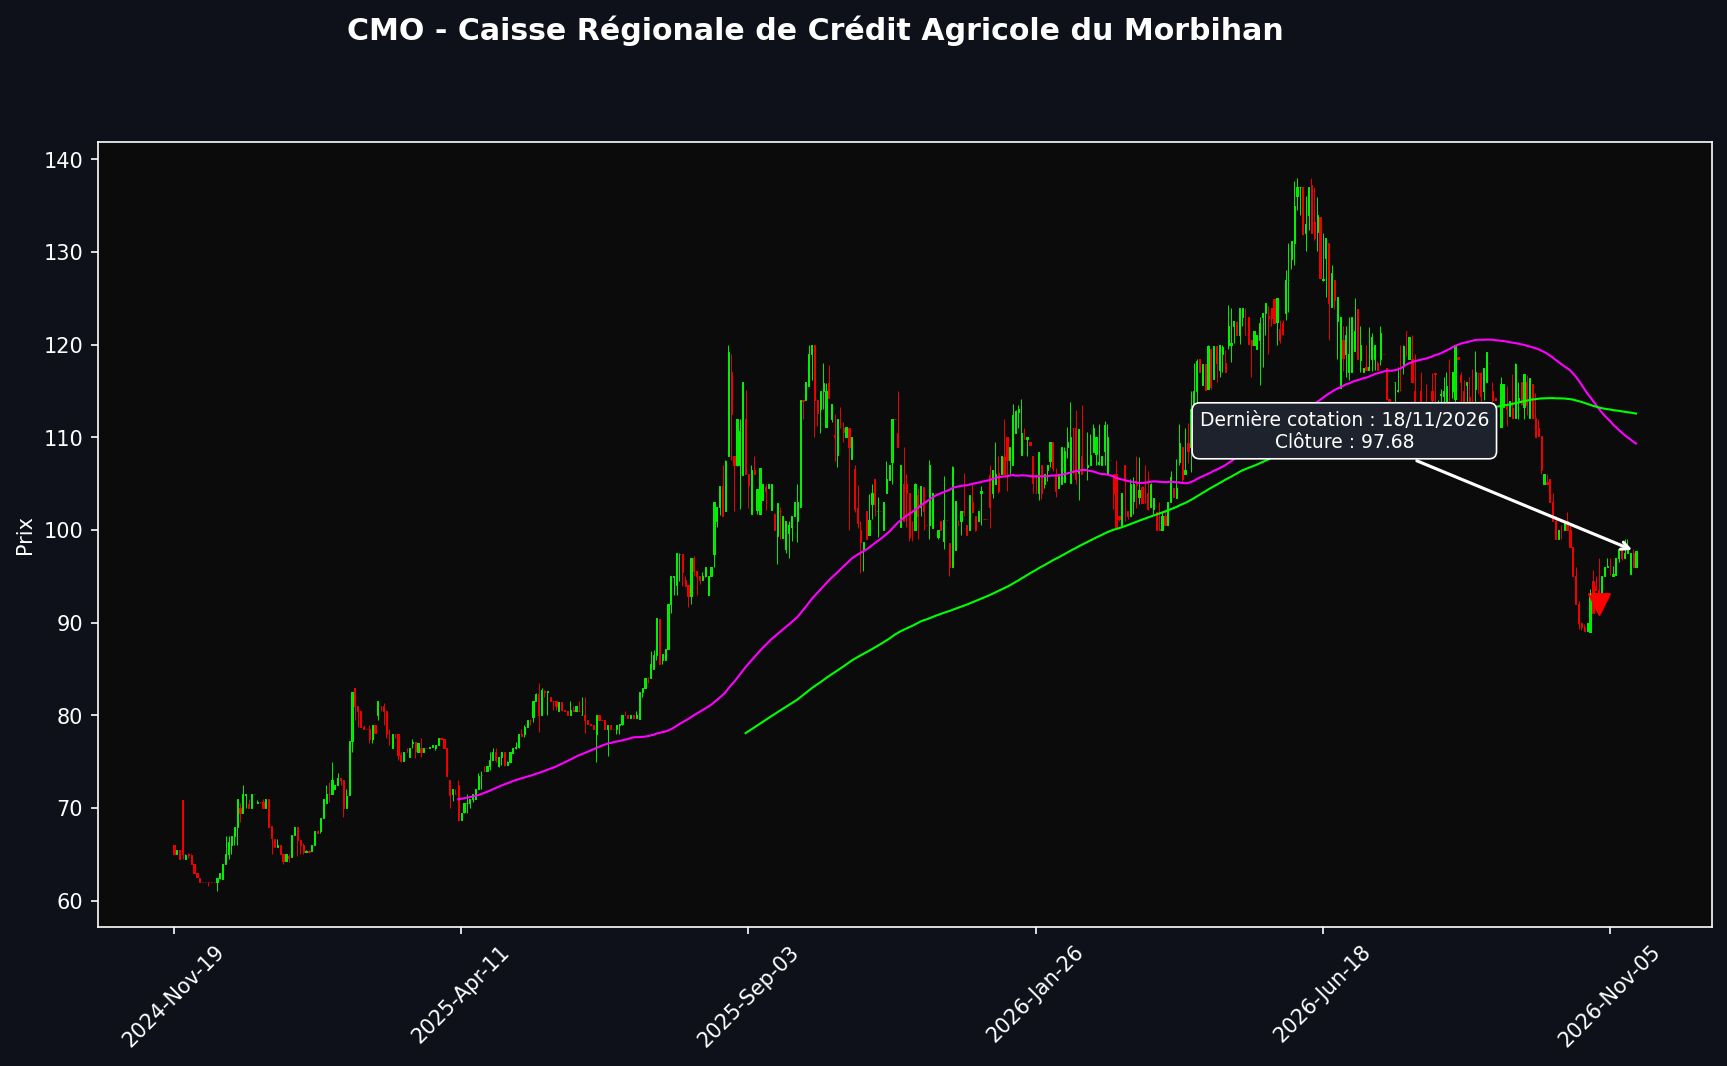 CMO - Caisse Régionale de Crédit Agricole du Morbihan
Prix
140
130
120
110
100
90
80
70
60
Dernière cotation : 18/11/2026
Clôture : 97.68
2024-Nov-19
2025-Apr-11
2025-Sep-03
2026-Jan-26
2026-Jun-18
2026-Nov-05